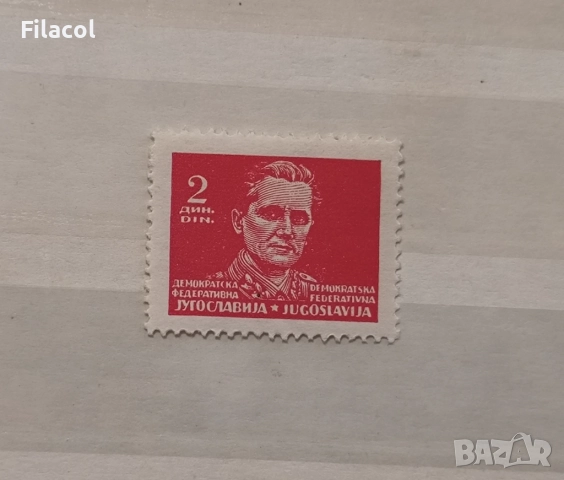 Filacol
2
ДИН.
DIN.
ДЕМОКРАТСКА
ФЕДЕРАТИВНА
DEMOKRATSKA
FEDERATIVNA
ЈУГОСЛАВИЈА ★ JUGOSLAVIJA
BAZAR